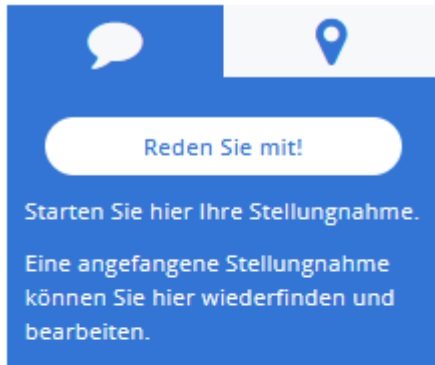 Reden Sie mit!
Starten Sie hier Ihre Stellungnahme.
Eine angefangene Stellungnahme
können Sie hier wiederfinden und
bearbeiten.